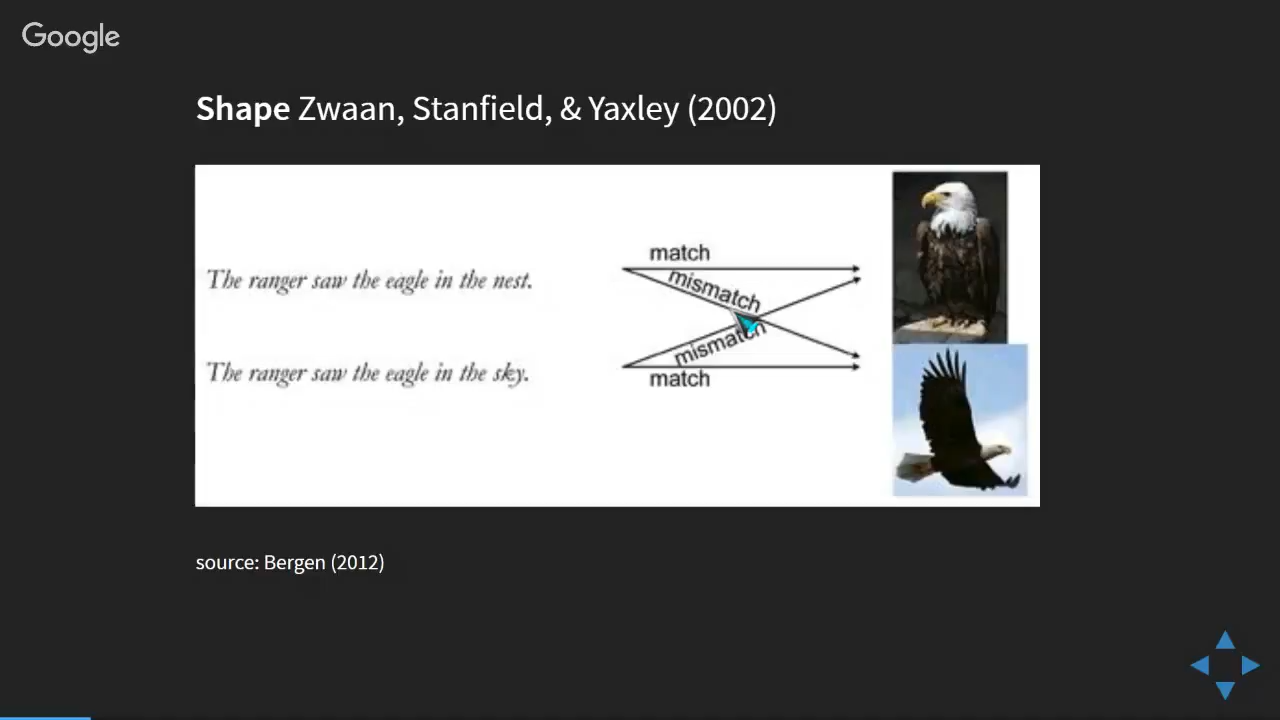 Google
Shape Zwaan, Stanfield, & Yaxley (2002)
match
mismatch
The ranger saw the eagle in the nest.
mismatch
The ranger saw the eagle in the sky.
match
source: Bergen (2012)